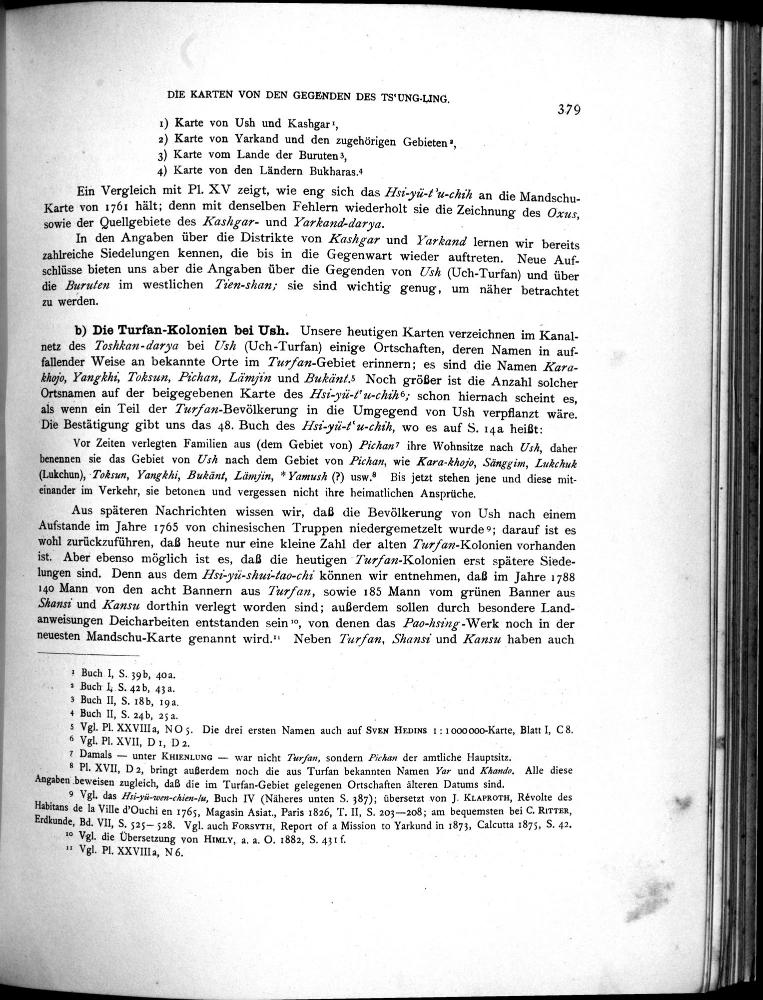 DIE KARTEN VON DEN GEGENDEN DES TS‘UNG-LING.
379
1) Karte von Ush und Kashgar¹,
2) Karte von Yarkand und den zugehörigen Gebieten²,
3) Karte vom Lande der Buruten³,
4) Karte von den Ländern Bukharas.⁴
Ein Vergleich mit Pl. XV zeigt, wie eng sich das Hsi-yü-t’u-chih an die Mandschu-
Karte von 1761 hält; denn mit denselben Fehlern wiederholt sie die Zeichnung des Oxus,
sowie der Quellgebiete des Kashgar- und Yarkand-darya.
In den Angaben über die Distrikte von Kashgar und Yarkand lernen wir bereits
zahlreiche Siedelungen kennen, die bis in die Gegenwart wieder auftreten. Neue Auf-
schlüsse bieten uns aber die Angaben über die Gegenden von Ush (Uch-Turfan) und über
die Buruten im westlichen Tien-shan; sie sind wichtig genug, um näher betrachtet
zu werden.
b) Die Turfan-Kolonien bei Ush. Unsere heutigen Karten verzeichnen im Kanal-
netz des Toshkan-darya bei Ush (Uch-Turfan) einige Ortschaften, deren Namen in auf-
fallender Weise an bekannte Orte im Turfan-Gebiet erinnern; es sind die Namen Kara-
khojo, Yangkhi, Toksun, Pichan, Lämjin und Bukänt.⁵ Noch größer ist die Anzahl solcher
Ortsnamen auf der beigegebenen Karte des Hsi-yü-t‘u-chih⁶; schon hiernach scheint es,
als wenn ein Teil der Turfan-Bevölkerung in die Umgegend von Ush verpflanzt wäre.
Die Bestätigung gibt uns das 48. Buch des Hsi-yü-t‘u-chih, wo es auf S. 14a heißt:
Vor Zeiten verlegten Familien aus (dem Gebiet von) Pichan⁷ ihre Wohnsitze nach Ush, daher
benennen sie das Gebiet von Ush nach dem Gebiet von Pichan, wie Kara-khojo, Sänggim, Lukchuk
(Lukchun), Toksun, Yangkhi, Bukänt, Lämjin, *Yamush (?) usw.⁸ Bis jetzt stehen jene und diese mit-
einander im Verkehr, sie betonen und vergessen nicht ihre heimatlichen Ansprüche.
Aus späteren Nachrichten wissen wir, daß die Bevölkerung von Ush nach einem
Aufstande im Jahre 1765 von chinesischen Truppen niedergemetzelt wurde⁹; darauf ist es
wohl zurückzuführen, daß heute nur eine kleine Zahl der alten Turfan-Kolonien vorhanden
ist. Aber ebenso möglich ist es, daß die heutigen Turfan-Kolonien erst spätere Siede-
lungen sind. Denn aus dem Hsi-yü-shui-tao-chi können wir entnehmen, daß im Jahre 1788
140 Mann von den acht Bannern aus Turfan, sowie 185 Mann vom grünen Banner aus
Shansi und Kansu dorthin verlegt worden sind; außerdem sollen durch besondere Land-
anweisungen Deicharbeiten entstanden sein¹⁰, von denen das Pao-hsing-Werk noch in der
neuesten Mandschu-Karte genannt wird.¹¹ Neben Turfan, Shansi und Kansu haben auch
¹ Buch I, S. 39b, 40a.
² Buch I, S. 42b, 43a.
³ Buch II, S. 18b, 19a.
⁴ Buch II, S. 24b, 25a.
⁵ Vgl. Pl. XXVIIIa, NO 5. Die drei ersten Namen auch auf SVEN HEDINS 1:1000000-Karte, Blatt I, C 8.
⁶ Vgl. Pl. XVII, D 1, D 2.
⁷ Damals — unter KHIENLUNG — war nicht Turfan, sondern Pichan der amtliche Hauptsitz.
⁸ Pl. XVII, D 2, bringt außerdem noch die aus Turfan bekannten Namen Yar und Khando. Alle diese
Angaben beweisen zugleich, daß die im Turfan-Gebiet gelegenen Ortschaften älteren Datums sind.
⁹ Vgl. das Hsi-yü-wen-chien-lu, Buch IV (Näheres unten S. 387); übersetzt von J. KLAPROTH, Révolte des
Habitans de la Ville d’Ouchi en 1765, Magasin Asiat., Paris 1826, T. II, S. 203—208; am bequemsten bei C. RITTER,
Erdkunde, Bd. VII, S. 525—528. Vgl. auch FORSYTH, Report of a Mission to Yarkund in 1873, Calcutta 1875, S. 42.
¹⁰ Vgl. die Übersetzung von HIMLY, a. a. O. 1882, S. 431 f.
¹¹ Vgl. Pl. XXVIIIa, N 6.